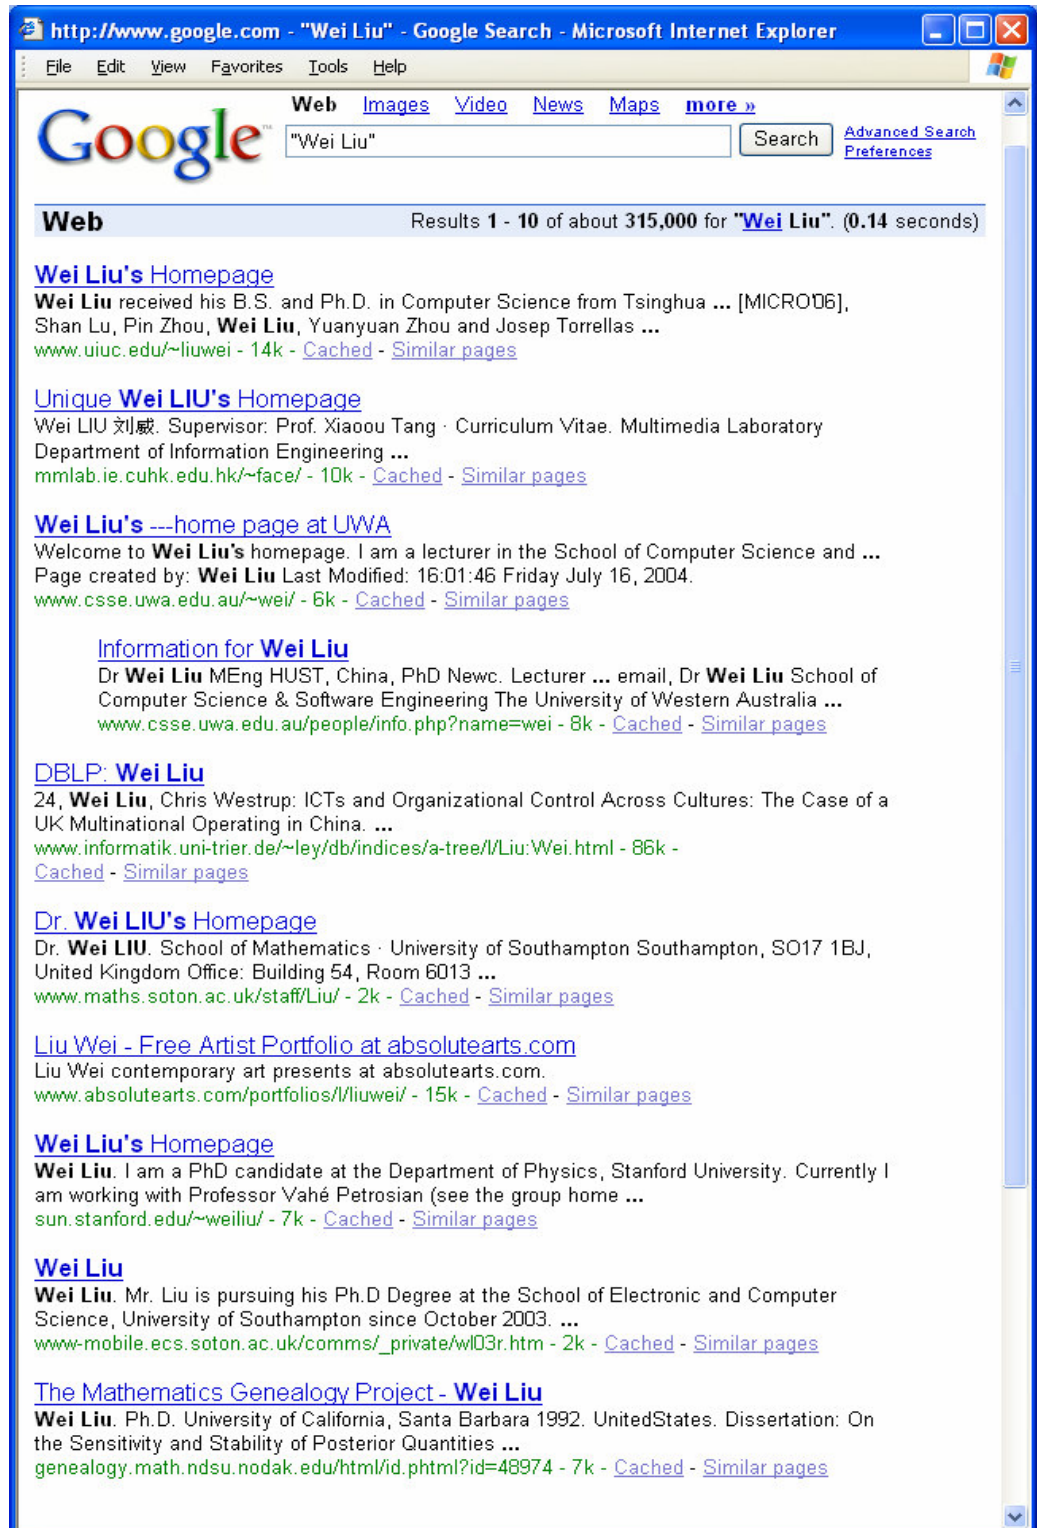 http://www.google.com - "Wei Liu" - Google Search - Microsoft Internet Explorer
File Edit View Favorites Tools Help
Web Images Video News Maps more »
Google™
"Wei Liu" Search Advanced Search
Preferences
Web Results 1 - 10 of about 315,000 for "Wei Liu". (0.14 seconds)
Wei Liu's Homepage
Wei Liu received his B.S. and Ph.D. in Computer Science from Tsinghua ... [MICRO'06],
Shan Lu, Pin Zhou, Wei Liu, Yuanyuan Zhou and Josep Torrellas ...
www.uiuc.edu/~liuwei - 14k - Cached - Similar pages
Unique Wei LIU's Homepage
Wei LIU 刘威. Supervisor: Prof. Xiaoou Tang · Curriculum Vitae. Multimedia Laboratory
Department of Information Engineering ...
mmlab.ie.cuhk.edu.hk/~face/ - 10k - Cached - Similar pages
Wei Liu's ---home page at UWA
Welcome to Wei Liu's homepage. I am a lecturer in the School of Computer Science and ...
Page created by: Wei Liu Last Modified: 16:01:46 Friday July 16, 2004.
www.csse.uwa.edu.au/~wei/ - 6k - Cached - Similar pages
Information for Wei Liu
Dr Wei Liu MEng HUST, China, PhD Newc. Lecturer ... email, Dr Wei Liu School of
Computer Science & Software Engineering The University of Western Australia ...
www.csse.uwa.edu.au/people/info.php?name=wei - 8k - Cached - Similar pages
DBLP: Wei Liu
24, Wei Liu, Chris Westrup: ICTs and Organizational Control Across Cultures: The Case of a
UK Multinational Operating in China. ...
www.informatik.uni-trier.de/~ley/db/indices/a-tree/l/Liu:Wei.html - 86k -
Cached - Similar pages
Dr. Wei LIU's Homepage
Dr. Wei LIU. School of Mathematics · University of Southampton Southampton, SO17 1BJ,
United Kingdom Office: Building 54, Room 6013 ...
www.maths.soton.ac.uk/staff/Liu/ - 2k - Cached - Similar pages
Liu Wei - Free Artist Portfolio at absolutearts.com
Liu Wei contemporary art presents at absolutearts.com.
www.absolutearts.com/portfolios/l/liuwei/ - 15k - Cached - Similar pages
Wei Liu's Homepage
Wei Liu. I am a PhD candidate at the Department of Physics, Stanford University. Currently I
am working with Professor Vahé Petrosian (see the group home ...
sun.stanford.edu/~weiliu/ - 7k - Cached - Similar pages
Wei Liu
Wei Liu. Mr. Liu is pursuing his Ph.D Degree at the School of Electronic and Computer
Science, University of Southampton since October 2003. ...
www-mobile.ecs.soton.ac.uk/comms/_private/wl03r.htm - 2k - Cached - Similar pages
The Mathematics Genealogy Project - Wei Liu
Wei Liu. Ph.D. University of California, Santa Barbara 1992. UnitedStates. Dissertation: On
the Sensitivity and Stability of Posterior Quantities ...
genealogy.math.ndsu.nodak.edu/html/id.phtml?id=48974 - 7k - Cached - Similar pages